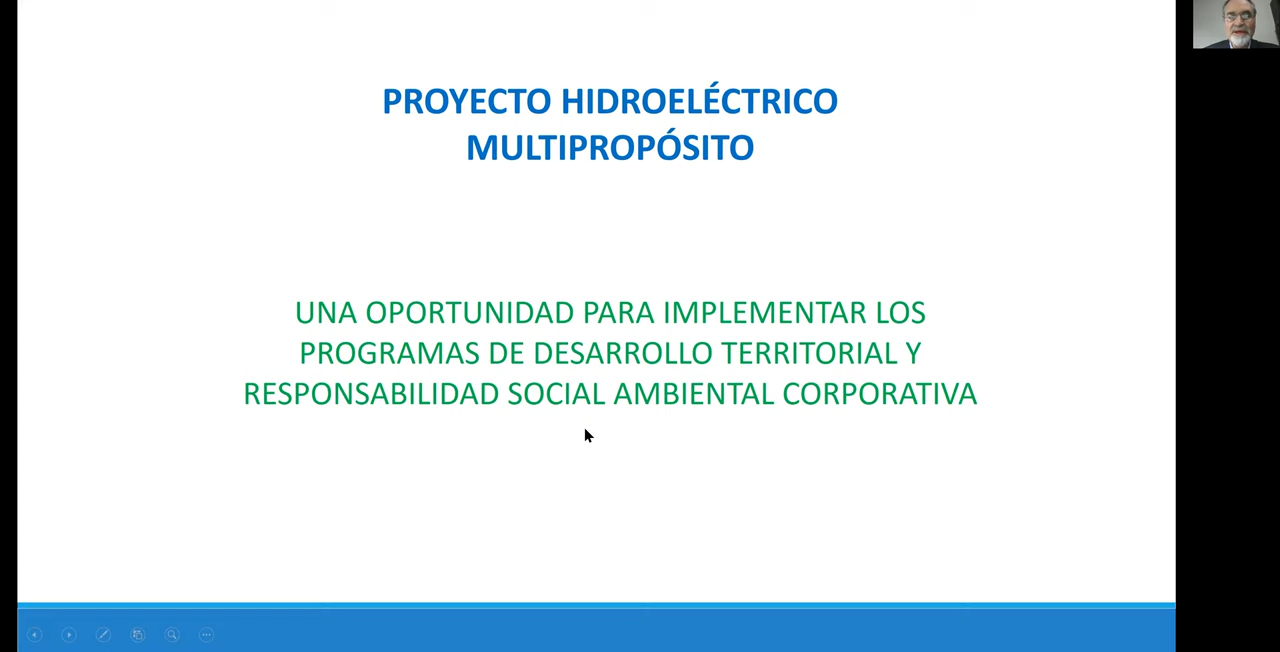 PROYECTO HIDROELÉCTRICO
MULTIPROPÓSITO
UNA OPORTUNIDAD PARA IMPLEMENTAR LOS
PROGRAMAS DE DESARROLLO TERRITORIAL Y
RESPONSABILIDAD SOCIAL AMBIENTAL CORPORATIVA